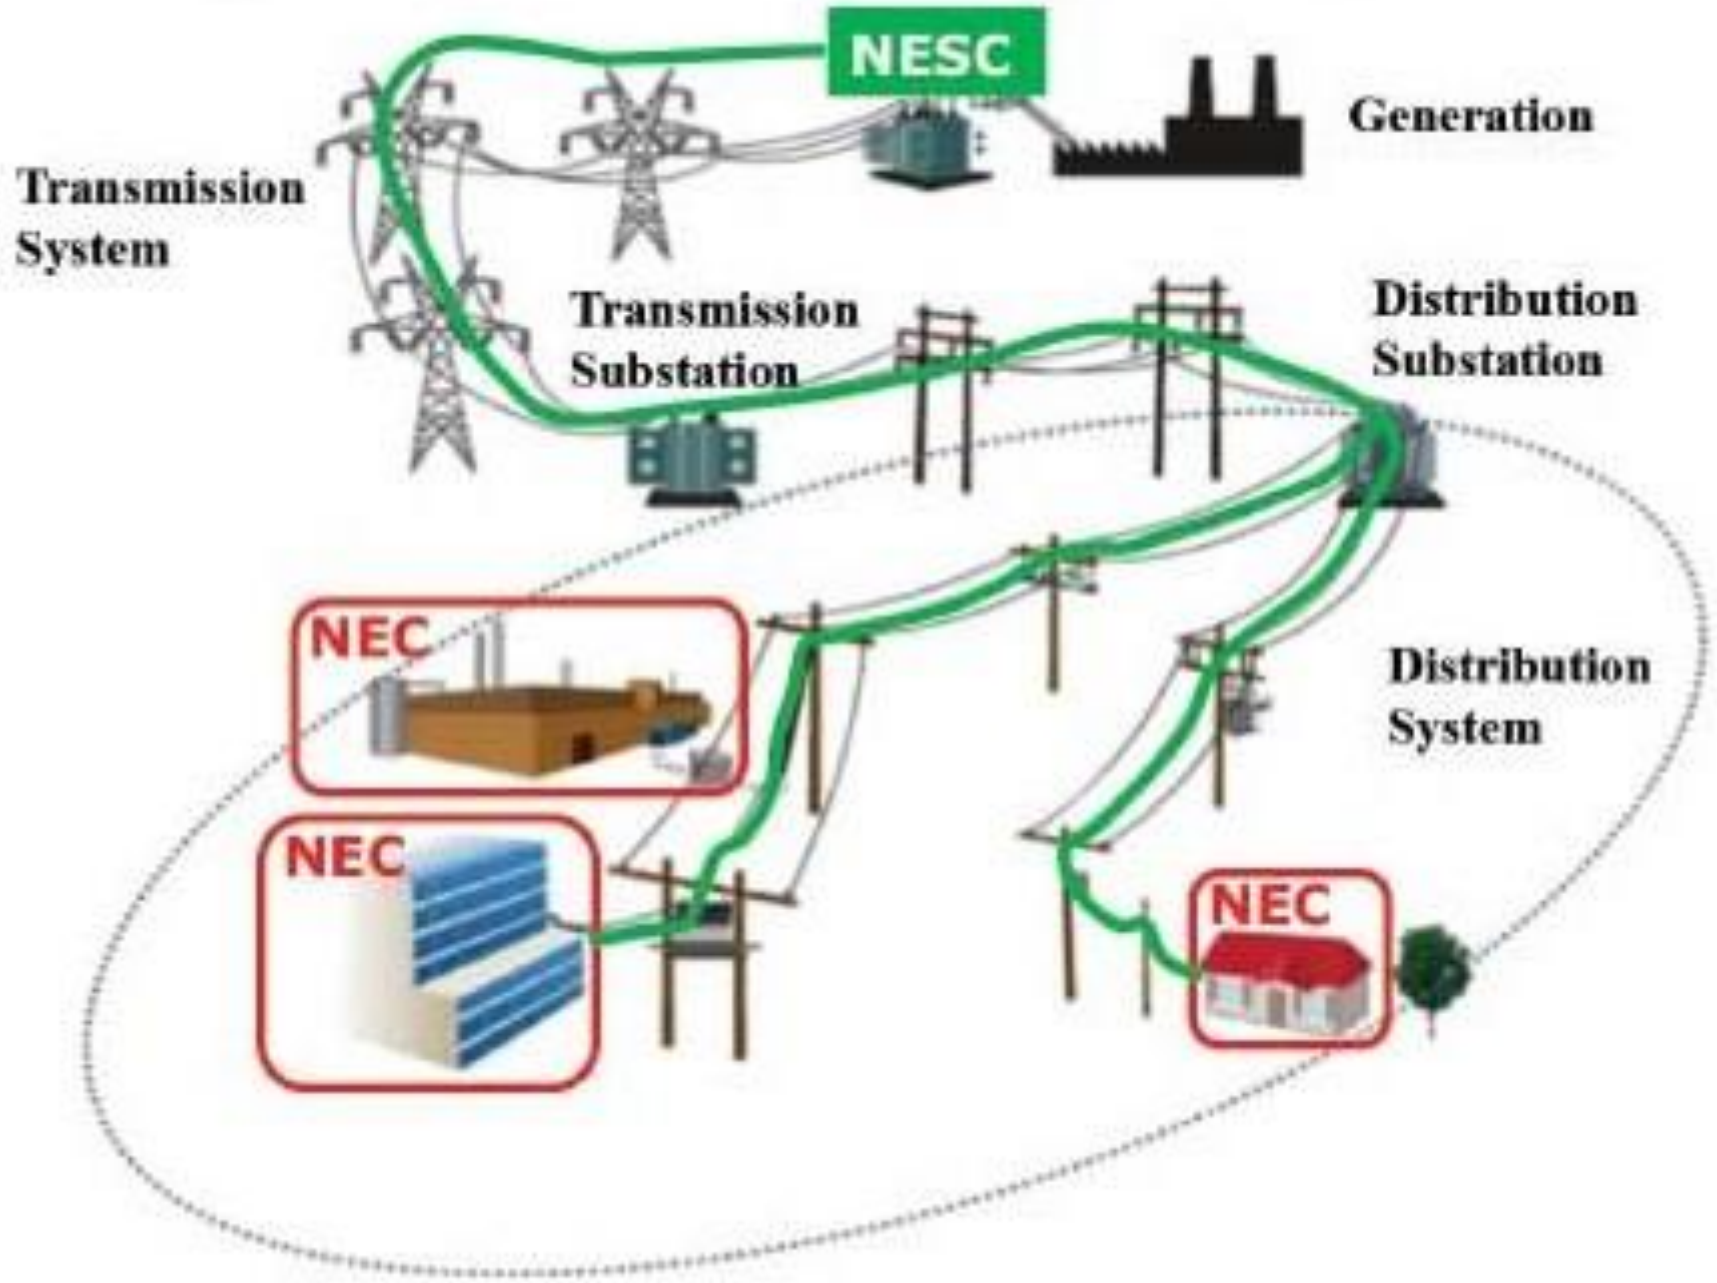 NESC
Generation
Transmission
System
Transmission
Substation
Distribution
Substation
NEC
Distribution
System
NEC
NEC